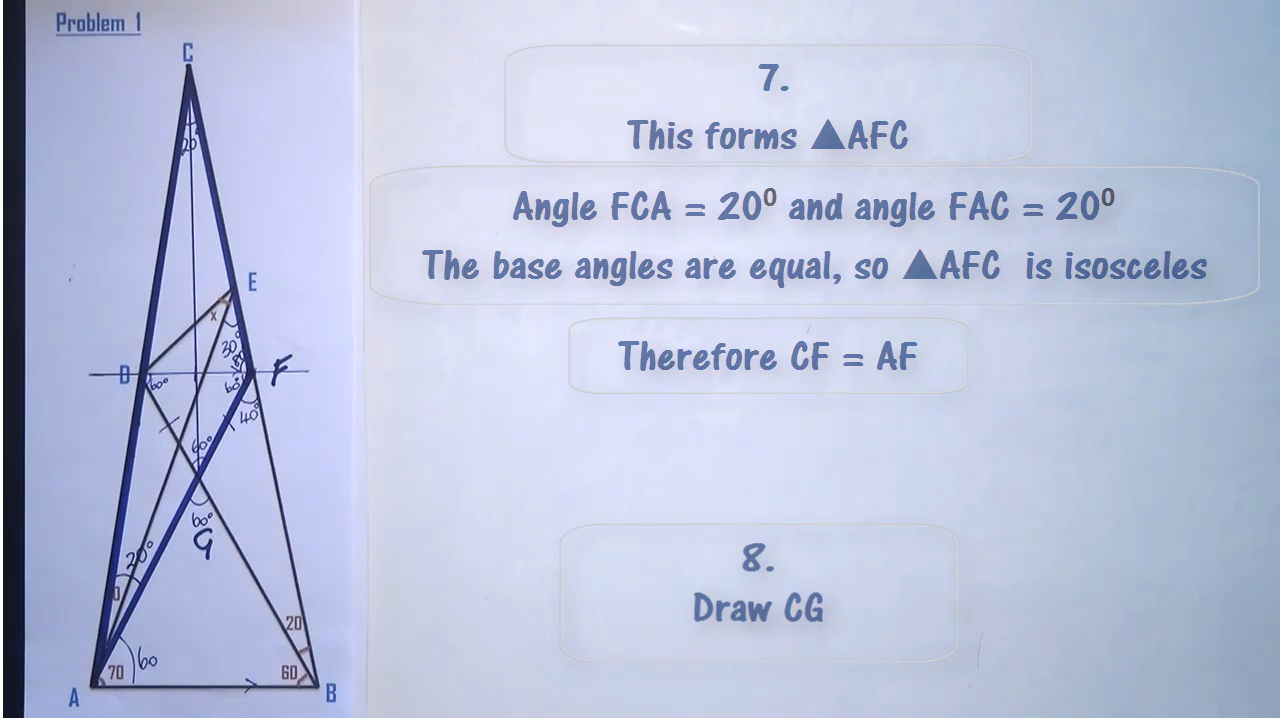 Problem 1
C
20°
E
x
30°
D
60°
60°
F
40°
60°
60°
G
20°
20
70
60
60
A
B
7.
This forms ▲AFC
Angle FCA = 20⁰ and angle FAC = 20⁰
The base angles are equal, so ▲AFC is isosceles
Therefore CF = AF
8.
Draw CG